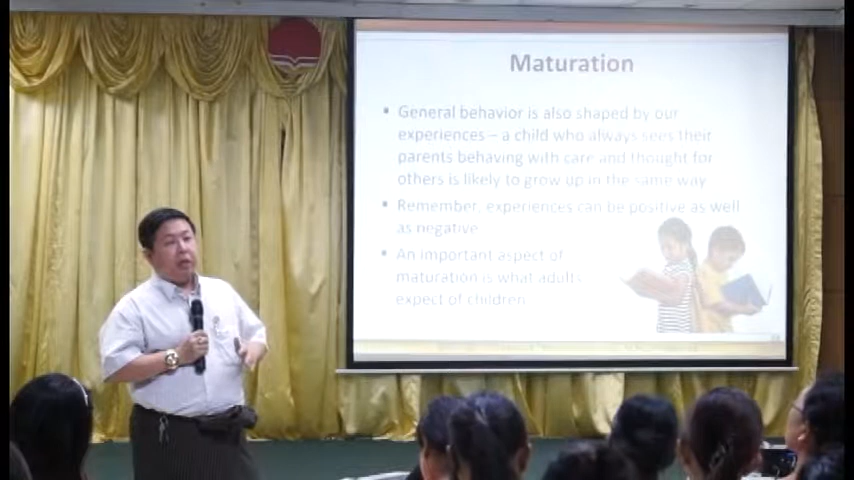 Maturation
▪ General behavior is also shaped by our
experiences – a child who always sees their
parents behaving with care and thought for
others is likely to grow up in the same way
▪ Remember, experiences can be positive as well
as negative
▪ An important aspect of
maturation is what adults
expect of children